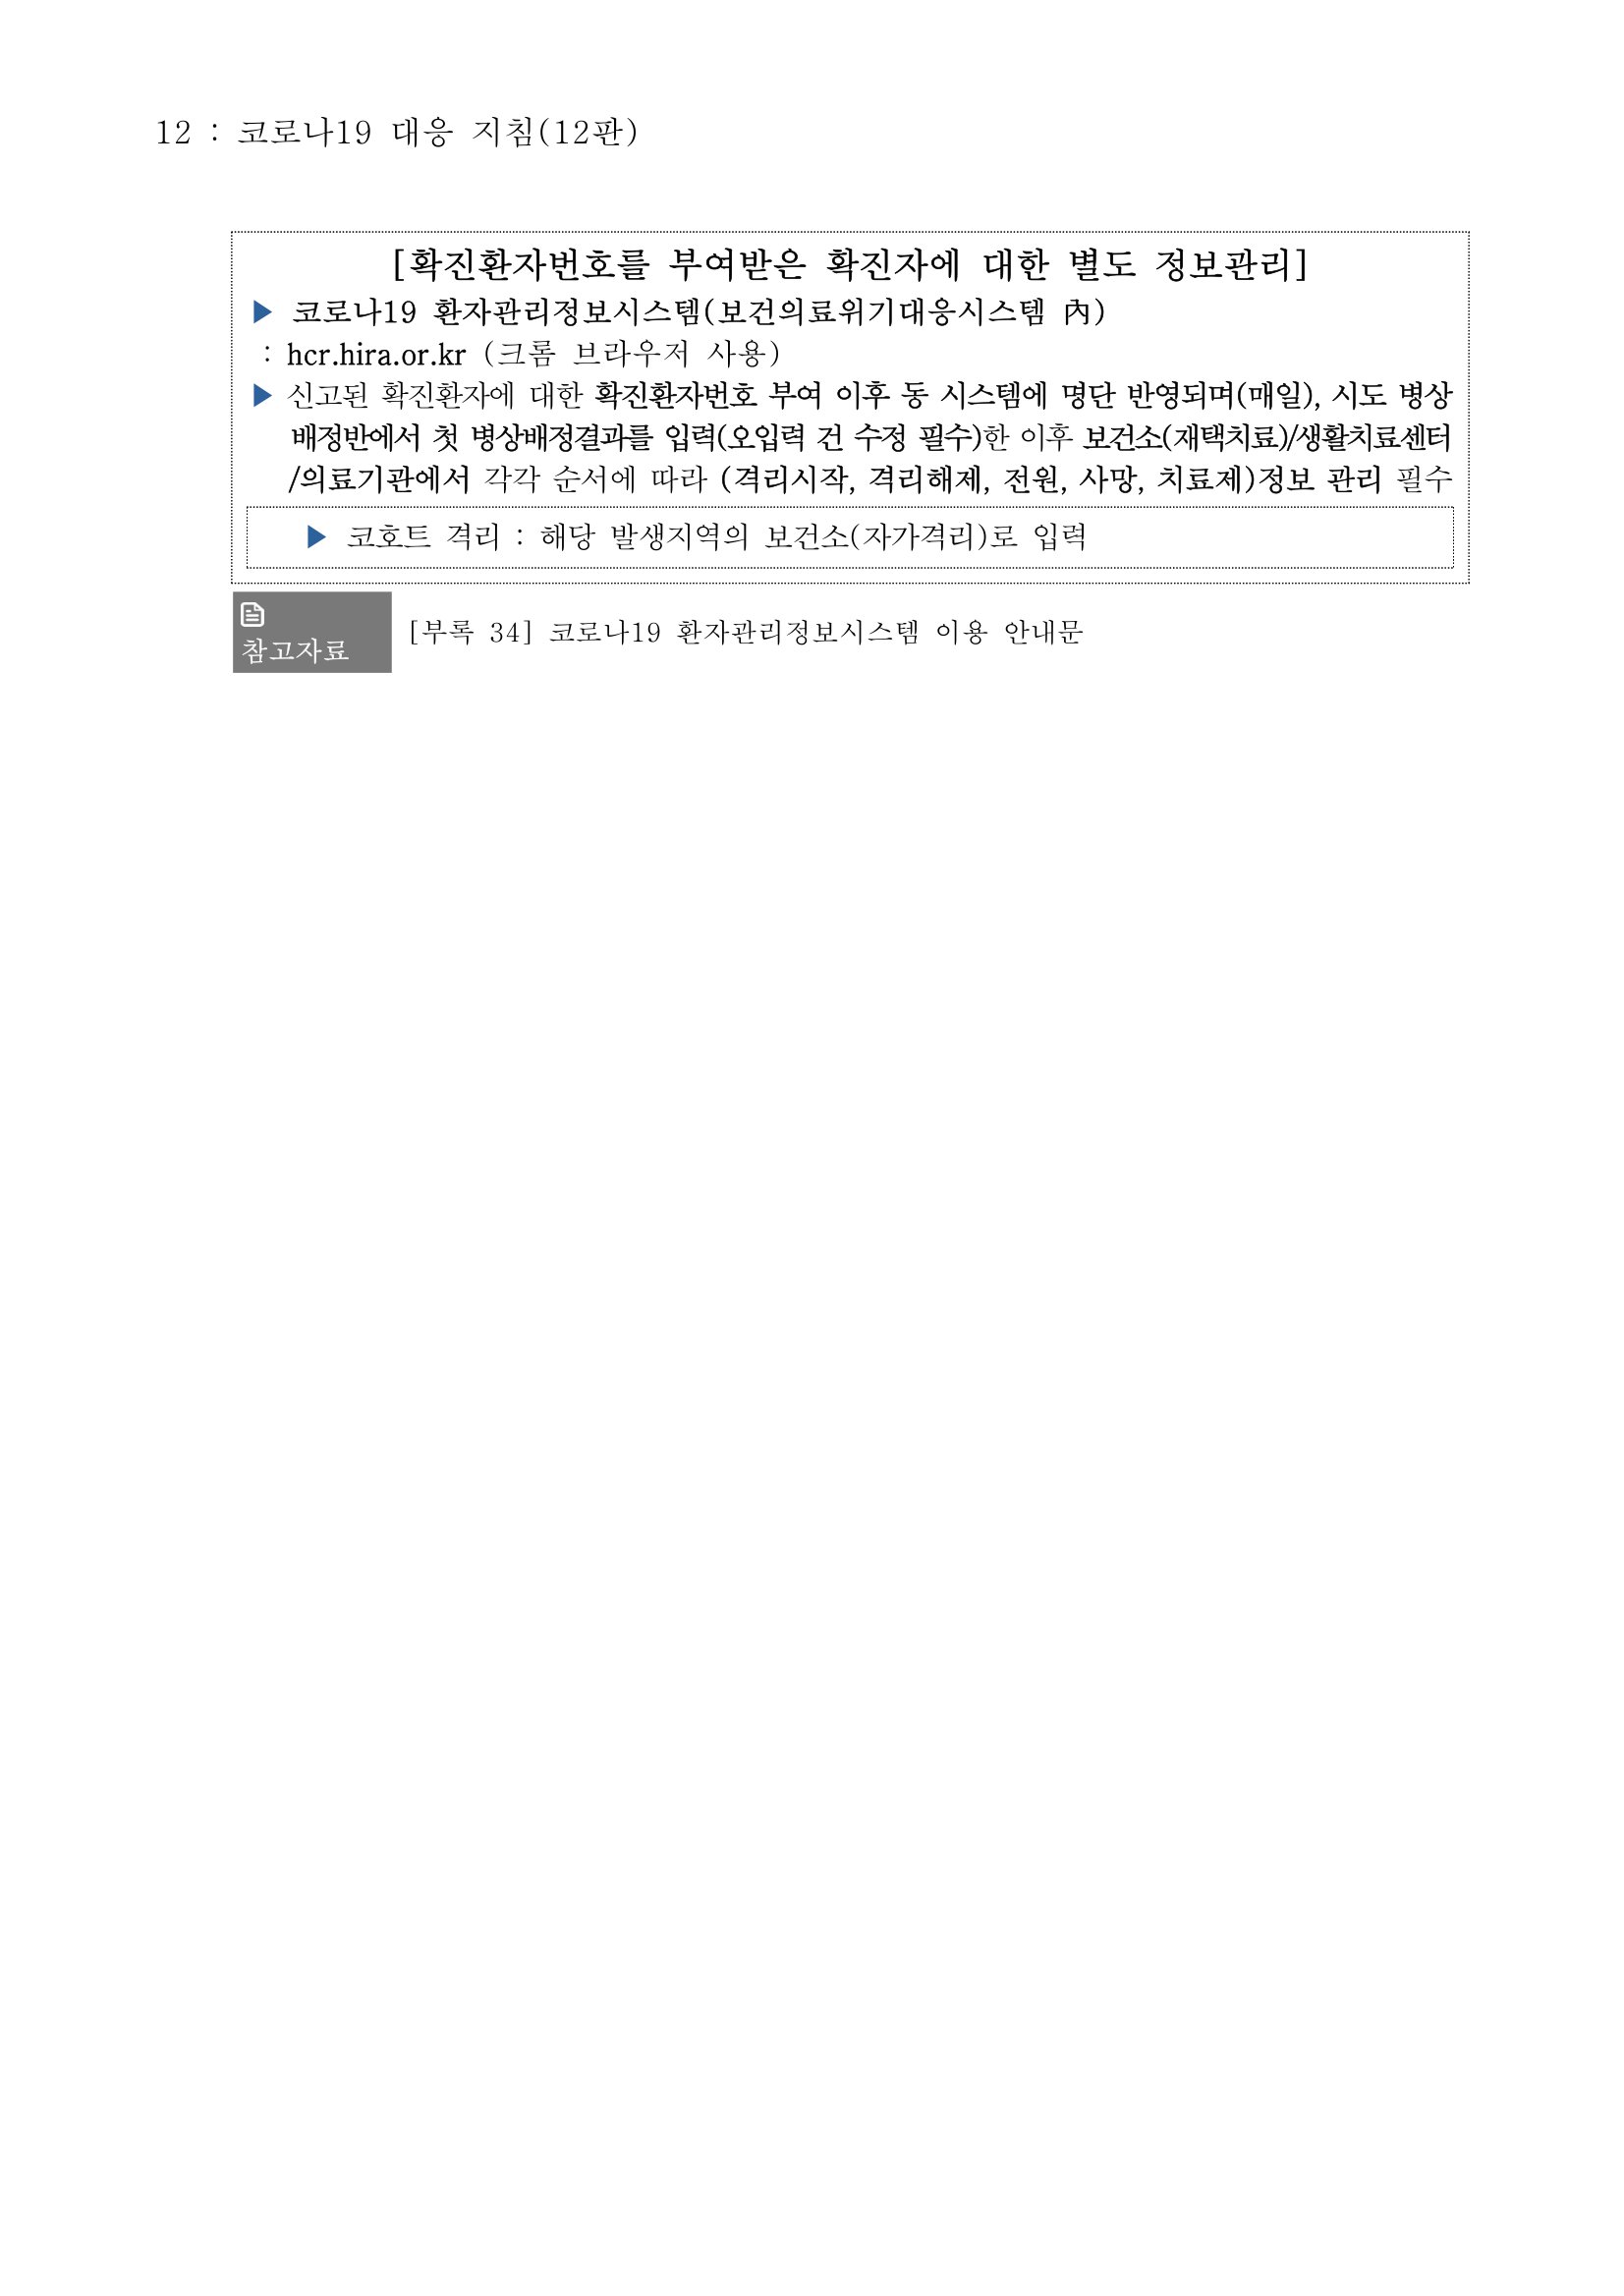 12 : 코로나19 대응 지침(12판)
[확진환자번호를 부여받은 확진자에 대한 별도 정보관리]
▶ 코로나19 환자관리정보시스템(보건의료위기대응시스템 內)
: hcr.hira.or.kr (크롬 브라우저 사용)
▶ 신고된 확진환자에 대한 확진환자번호 부여 이후 동 시스템에 명단 반영되며(매일), 시도 병상
배정반에서 첫 병상배정결과를 입력(오입력 건 수정 필수)한 이후 보건소(재택치료)/생활치료센터
/의료기관에서 각각 순서에 따라 (격리시작, 격리해제, 전원, 사망, 치료제)정보 관리 필수
▶ 코호트 격리 : 해당 발생지역의 보건소(자가격리)로 입력
참고자료
[부록 34] 코로나19 환자관리정보시스템 이용 안내문